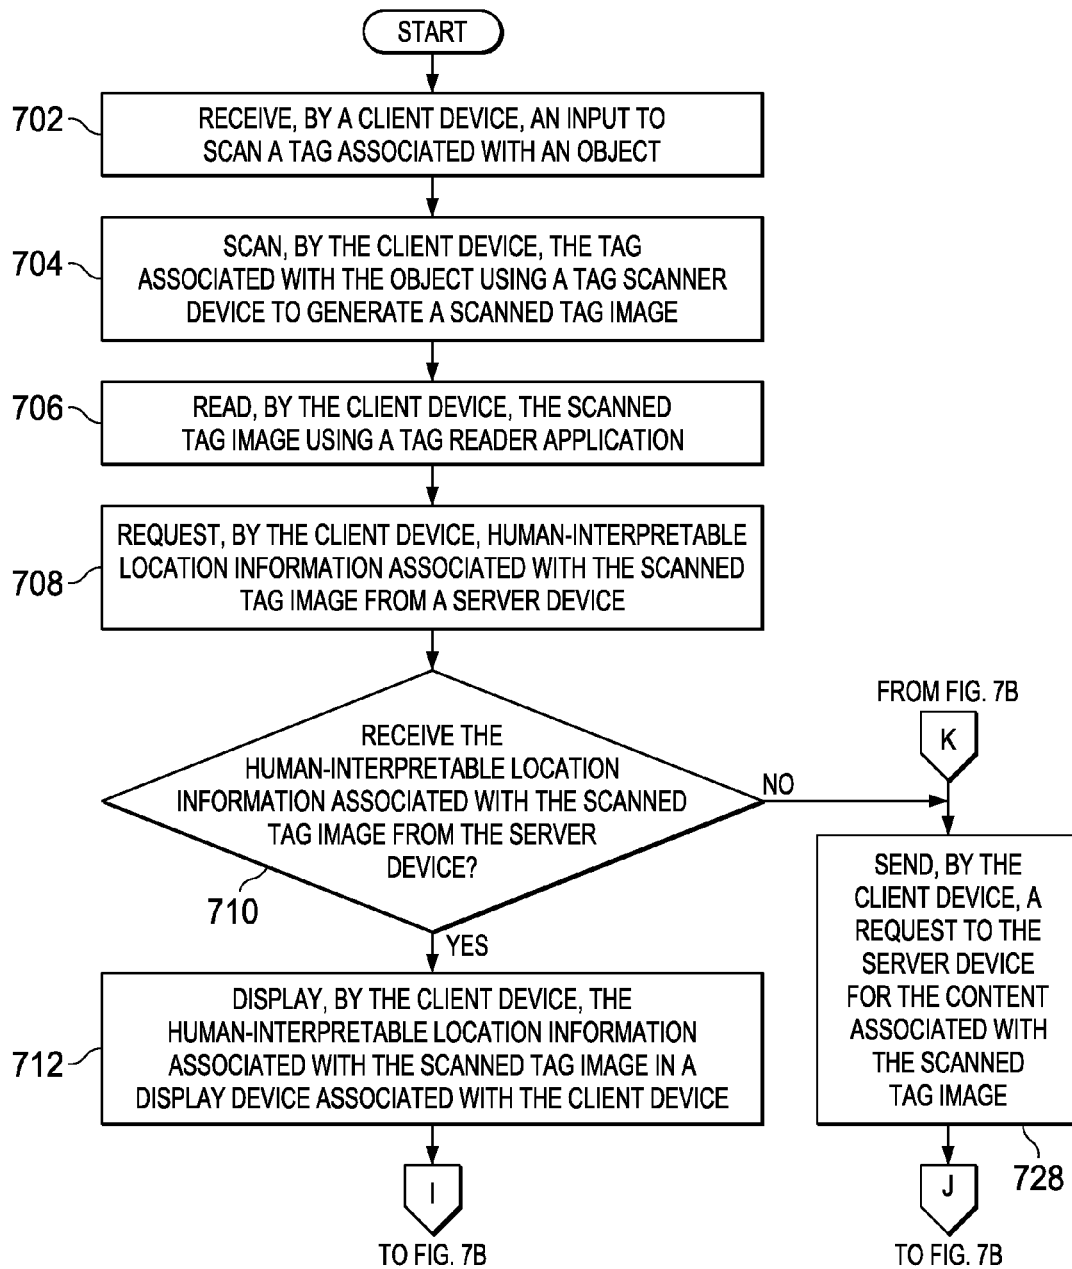 START
702
RECEIVE, BY A CLIENT DEVICE, AN INPUT TO
SCAN A TAG ASSOCIATED WITH AN OBJECT
704
SCAN, BY THE CLIENT DEVICE, THE TAG
ASSOCIATED WITH THE OBJECT USING A TAG SCANNER
DEVICE TO GENERATE A SCANNED TAG IMAGE
706
READ, BY THE CLIENT DEVICE, THE SCANNED
TAG IMAGE USING A TAG READER APPLICATION
708
REQUEST, BY THE CLIENT DEVICE, HUMAN-INTERPRETABLE
LOCATION INFORMATION ASSOCIATED WITH THE SCANNED
TAG IMAGE FROM A SERVER DEVICE
RECEIVE THE
HUMAN-INTERPRETABLE LOCATION
INFORMATION ASSOCIATED WITH THE SCANNED
TAG IMAGE FROM THE SERVER
DEVICE?
710
NO
YES
FROM FIG. 7B
K
712
DISPLAY, BY THE CLIENT DEVICE, THE
HUMAN-INTERPRETABLE LOCATION INFORMATION
ASSOCIATED WITH THE SCANNED TAG IMAGE IN A
DISPLAY DEVICE ASSOCIATED WITH THE CLIENT DEVICE
SEND, BY THE
CLIENT DEVICE, A
REQUEST TO THE
SERVER DEVICE
FOR THE CONTENT
ASSOCIATED WITH
THE SCANNED
TAG IMAGE
728
I
TO FIG. 7B
J
TO FIG. 7B